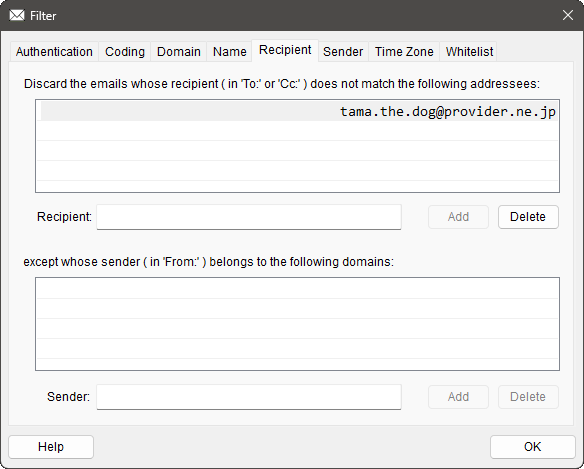 Filter
Authentication Coding Domain Name Recipient Sender Time Zone Whitelist
Discard the emails whose recipient ( in 'To:' or 'Cc:' ) does not match the following addressees:
tama.the.dog@provider.ne.jp
Recipient: Add Delete
except whose sender ( in 'From:' ) belongs to the following domains:
Sender: Add Delete
Help OK